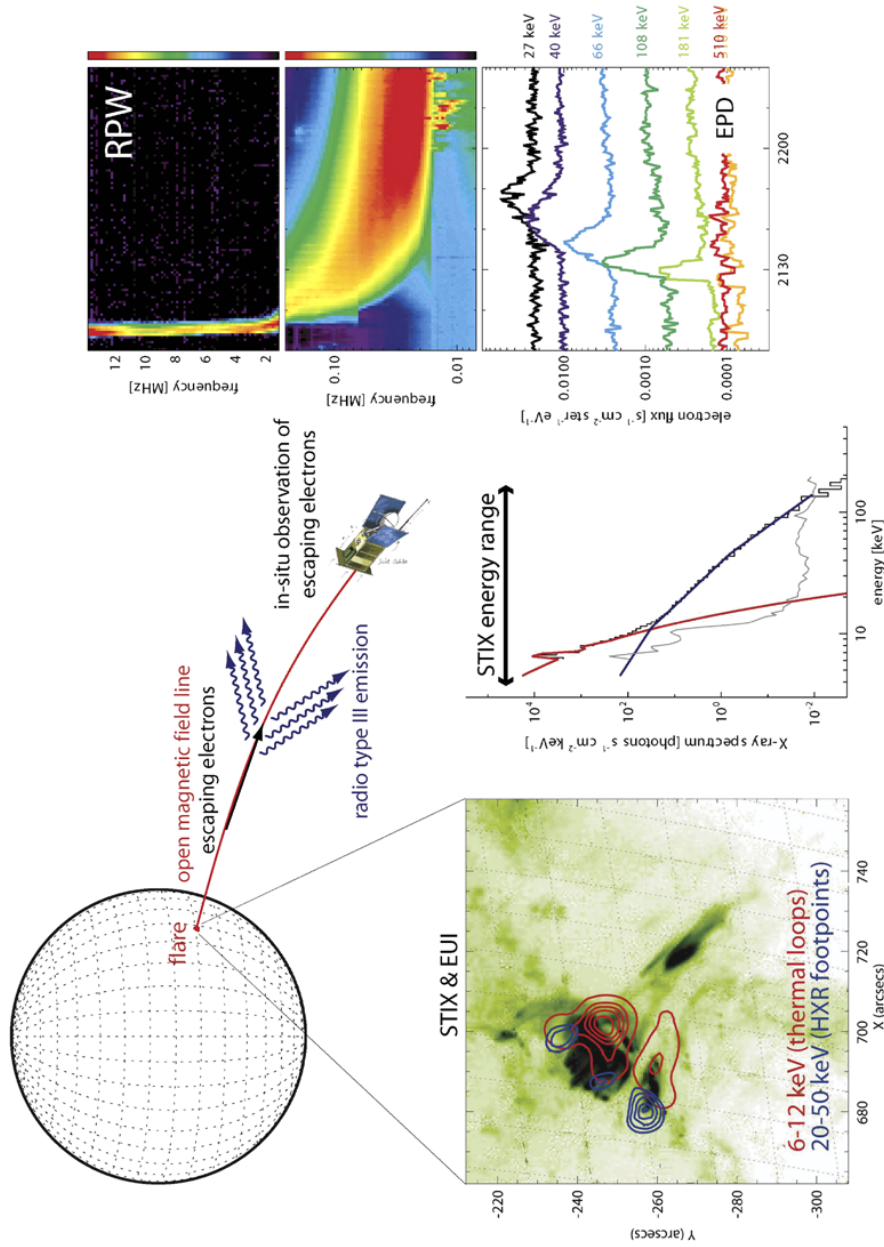 flare
open magnetic field line
escaping electrons
radio type III emission
in-situ observation of
escaping electrons
RPW
frequency [MHz]
12
10
8
6
4
2
frequency [MHz]
0.10
0.01
electron flux [s⁻¹ cm⁻² ster⁻¹ eV⁻¹]
0.0100
0.00010
0.0001
27 keV
40 keV
66 keV
108 keV
181 keV
510 keV
EPD
2130
2200
STIX & EUI
Y (arcsecs)
-220
-240
-260
-280
-300
6-12 keV (thermal loops)
20-50 keV (HXR footpoints)
680
700
720
740
X (arcsecs)
STIX energy range
X-ray spectrum [photons s⁻¹ cm⁻² keV⁻¹]
10⁴
10²
10⁰
10⁻²
10
100
energy [keV]